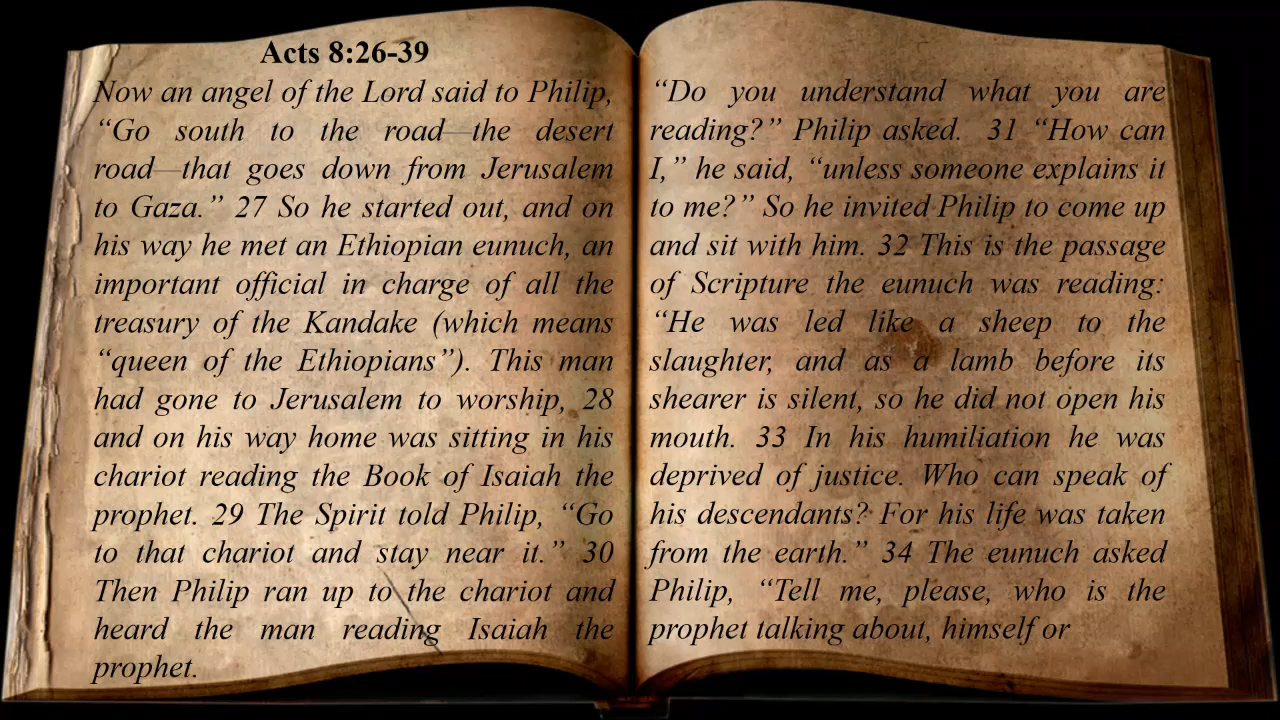 Acts 8:26-39
Now an angel of the Lord said to Philip,
“Go south to the road—the desert
road—that goes down from Jerusalem
to Gaza.” 27 So he started out, and on
his way he met an Ethiopian eunuch, an
important official in charge of all the
treasury of the Kandake (which means
“queen of the Ethiopians”). This man
had gone to Jerusalem to worship, 28
and on his way home was sitting in his
chariot reading the Book of Isaiah the
prophet. 29 The Spirit told Philip, “Go
to that chariot and stay near it.” 30
Then Philip ran up to the chariot and
heard the man reading Isaiah the
prophet.
“Do you understand what you are
reading?” Philip asked. 31 “How can
I,” he said, “unless someone explains it
to me?” So he invited Philip to come up
and sit with him. 32 This is the passage
of Scripture the eunuch was reading:
“He was led like a sheep to the
slaughter, and as a lamb before its
shearer is silent, so he did not open his
mouth. 33 In his humiliation he was
deprived of justice. Who can speak of
his descendants? For his life was taken
from the earth.” 34 The eunuch asked
Philip, “Tell me, please, who is the
prophet talking about, himself or